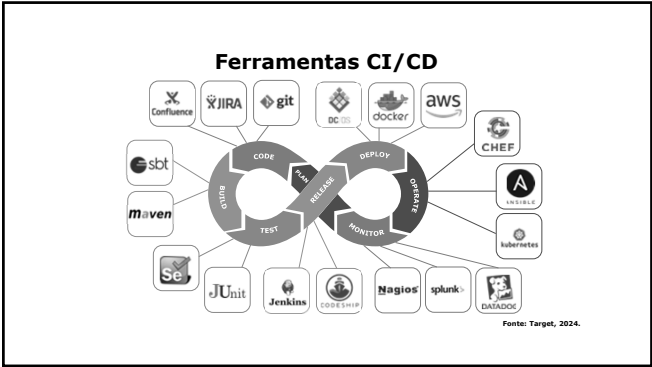 Ferramentas CI/CD
Confluence
JIRA
git
DC/OS
docker
aws
CHEF
sbt
CODE
DEPLOY
PLAN
RELEASE
OPERATE
BUILD
ANSIBLE
maven
TEST
MONITOR
kubernetes
Se
JUnit
Jenkins
CODESHIP
Nagios
splunk>
DATADOG
Fonte: Target, 2024.